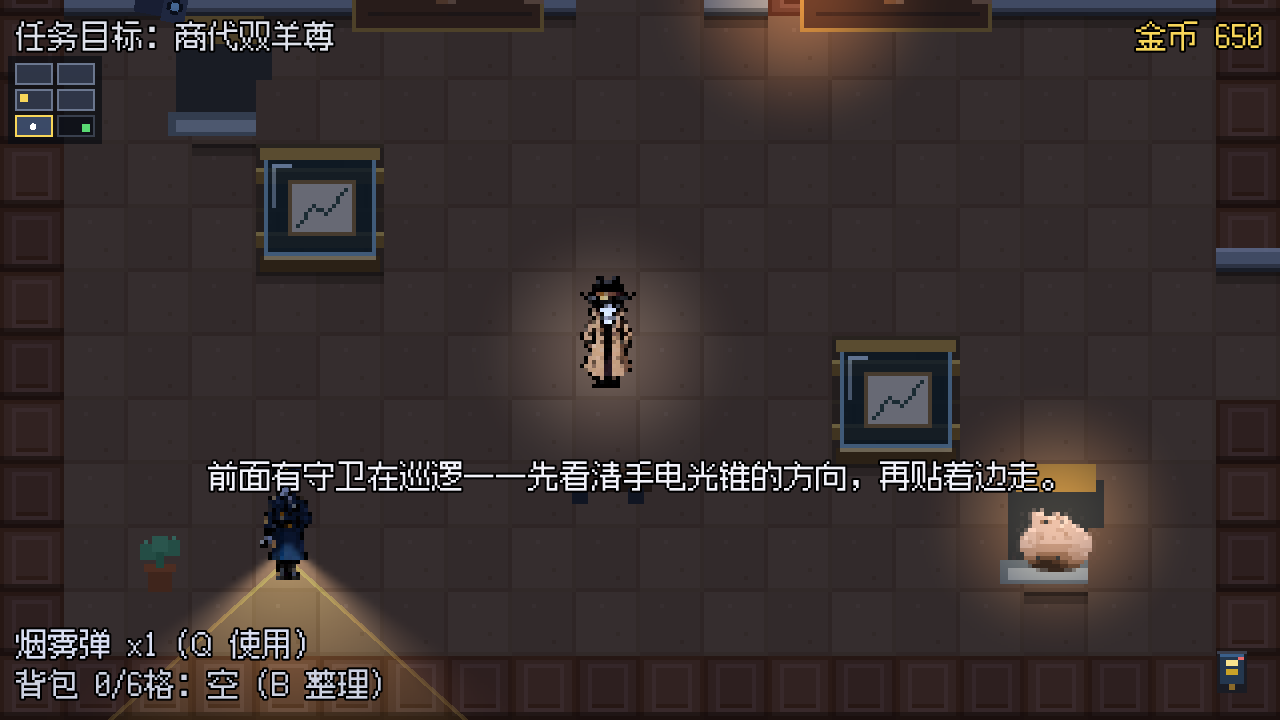 任务目标：商代双羊尊
金币 650
前面有守卫在巡逻——先看清手电光锥的方向，再贴着边走。
烟雾弹 x1（Q 使用）
背包 0/6格：空（B 整理）